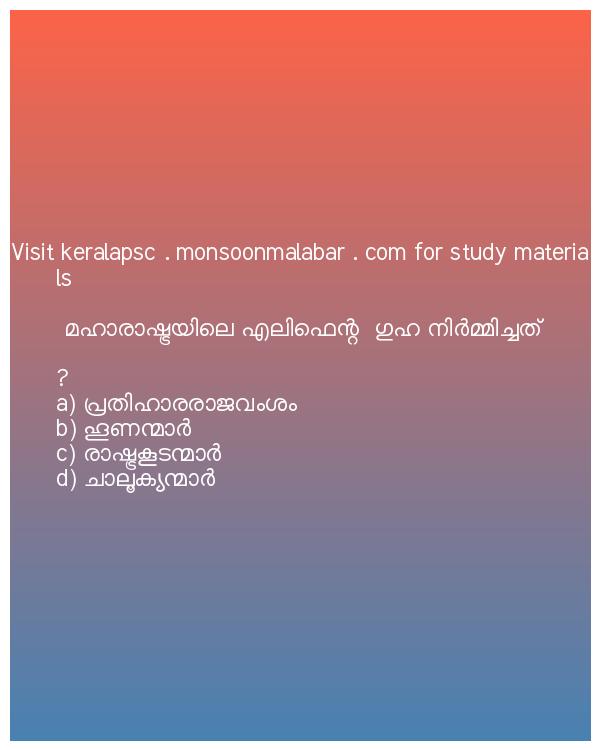 Visit keralapsc . monsoonmalabar . com for study materia
ls
മഹാരാഷ്ട്രയിലെ എലിഫെന്റ ഗുഹ നിർമ്മിച്ചത്
?
a) പ്രതിഹാരരാജവംശം
b) ഹൂണന്മാർ
c) രാഷ്ട്രകൂടന്മാർ
d) ചാലൂക്യന്മാർ